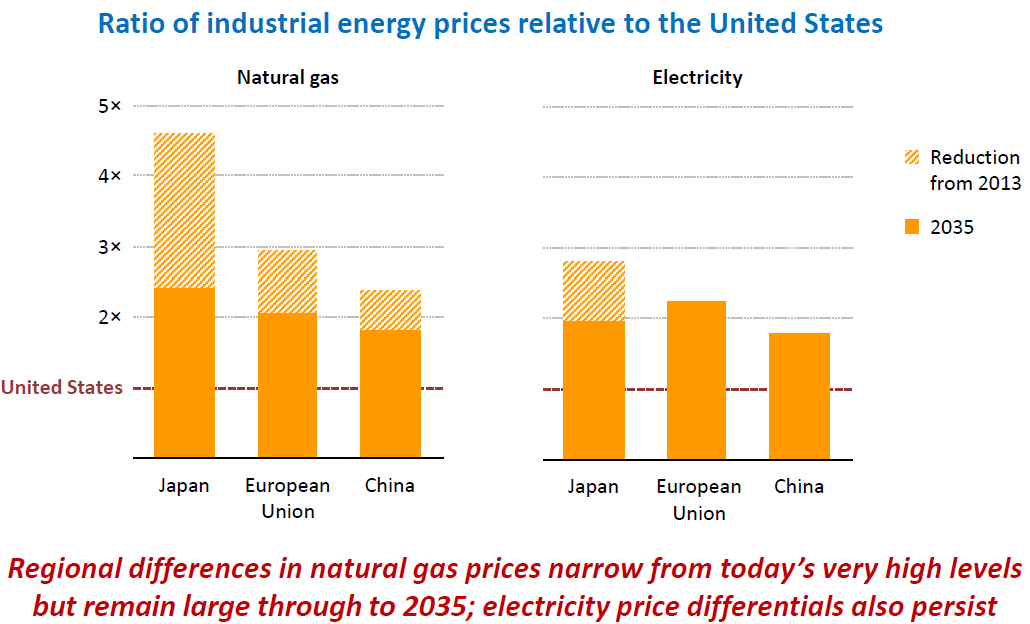 Ratio of industrial energy prices relative to the United States
Natural gas
Electricity
5×
4×
3×
2×
United States
Reduction
from 2013
2035
Japan
European
Union
China
Japan
European
Union
China
Regional differences in natural gas prices narrow from today’s very high levels
but remain large through to 2035; electricity price differentials also persist